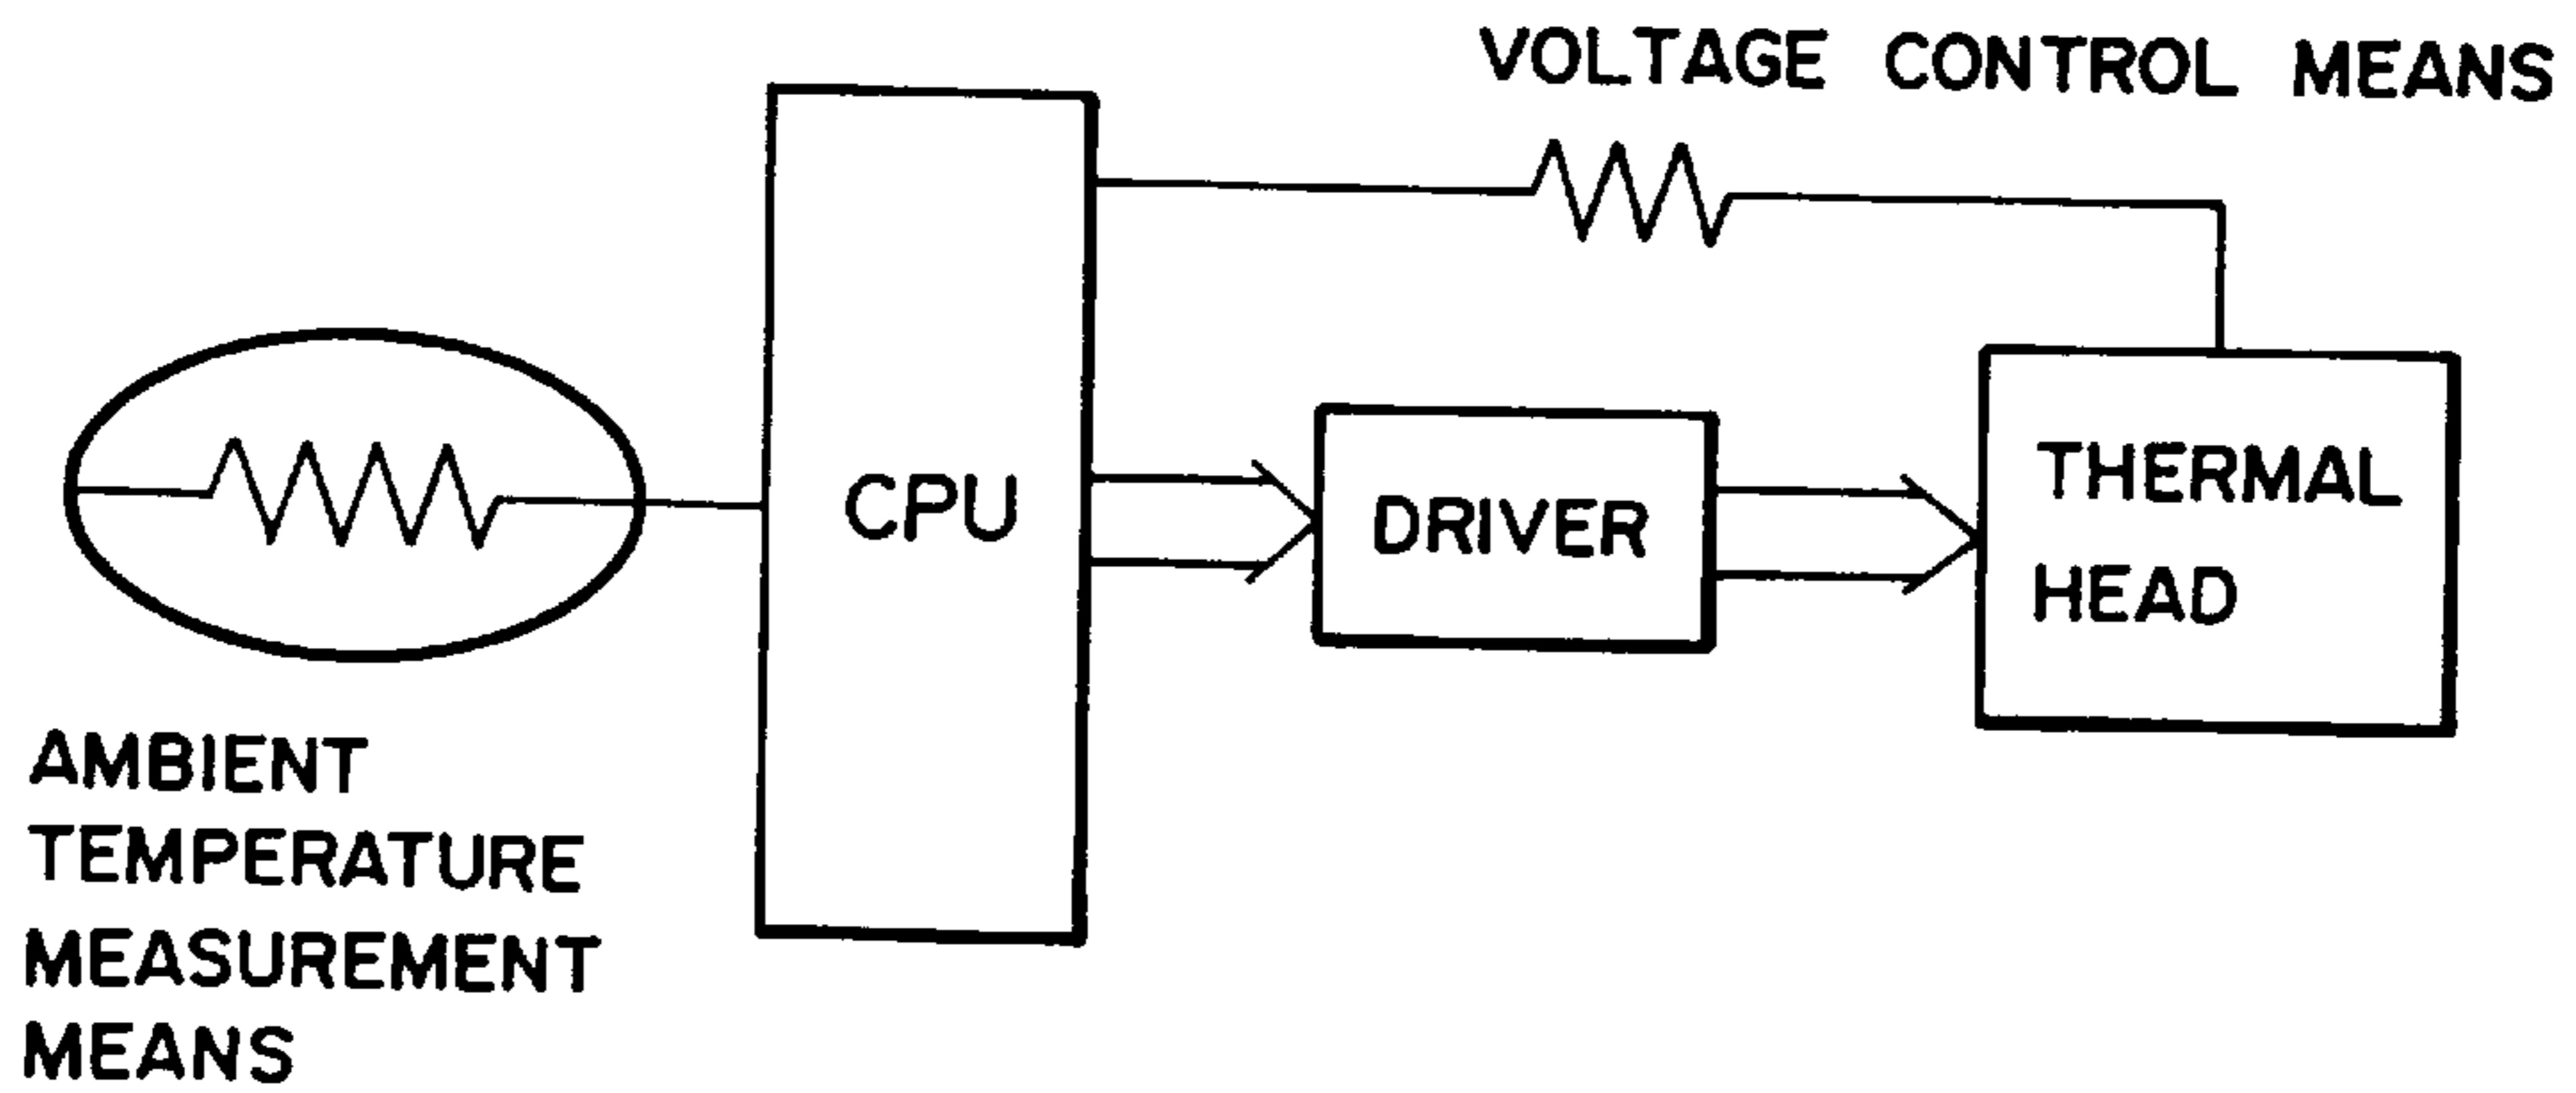 VOLTAGE CONTROL MEANS
CPU
DRIVER
THERMAL
HEAD
AMBIENT
TEMPERATURE
MEASUREMENT
MEANS